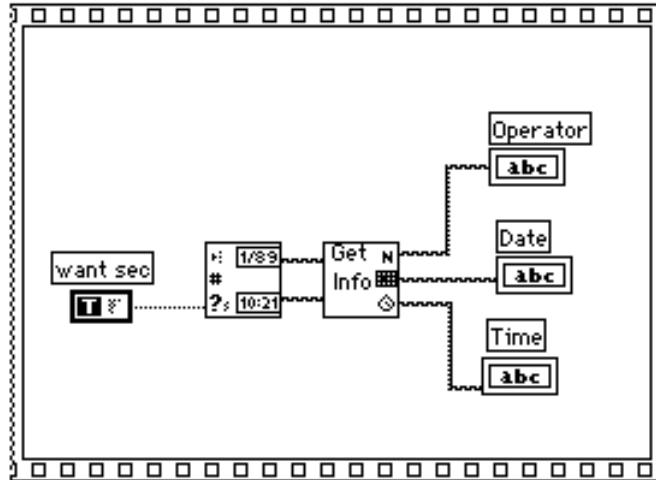 Operator
abc
Date
abc
Time
abc
want sec
T F
1/89
#
?s 10:21
Get N
Info